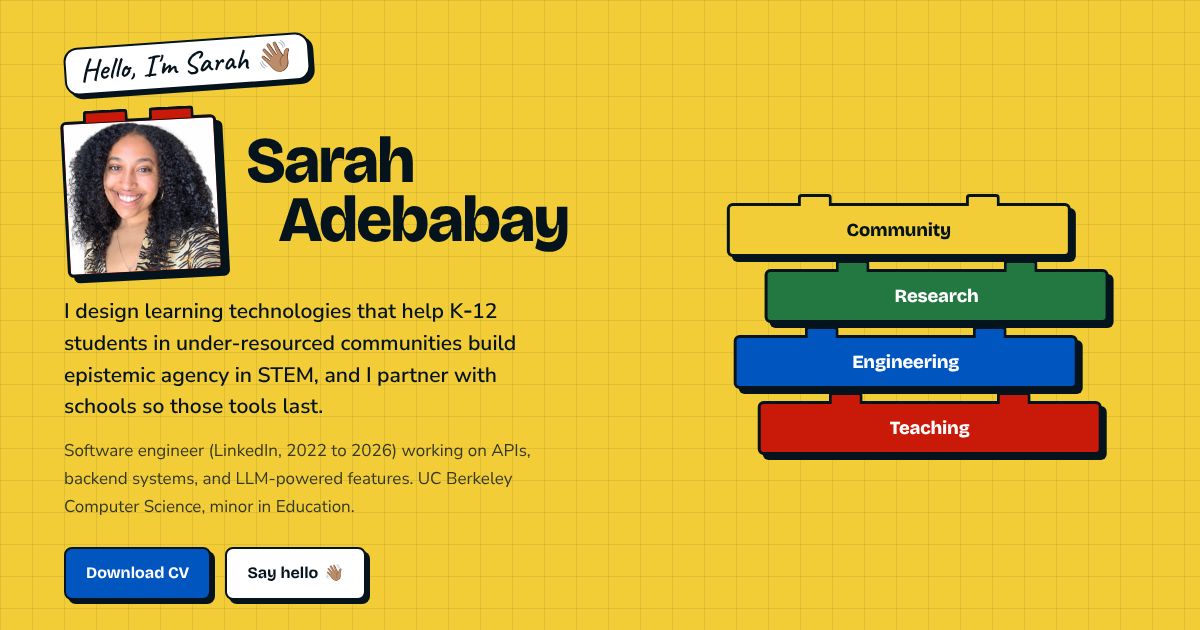 Hello, I'm Sarah 👋🏽
Sarah
Adebabay
I design learning technologies that help K-12
students in under-resourced communities build
epistemic agency in STEM, and I partner with
schools so those tools last.
Software engineer (LinkedIn, 2022 to 2026) working on APIs,
backend systems, and LLM-powered features. UC Berkeley
Computer Science, minor in Education.
Download CV
Say hello 👋🏽
Community
Research
Engineering
Teaching